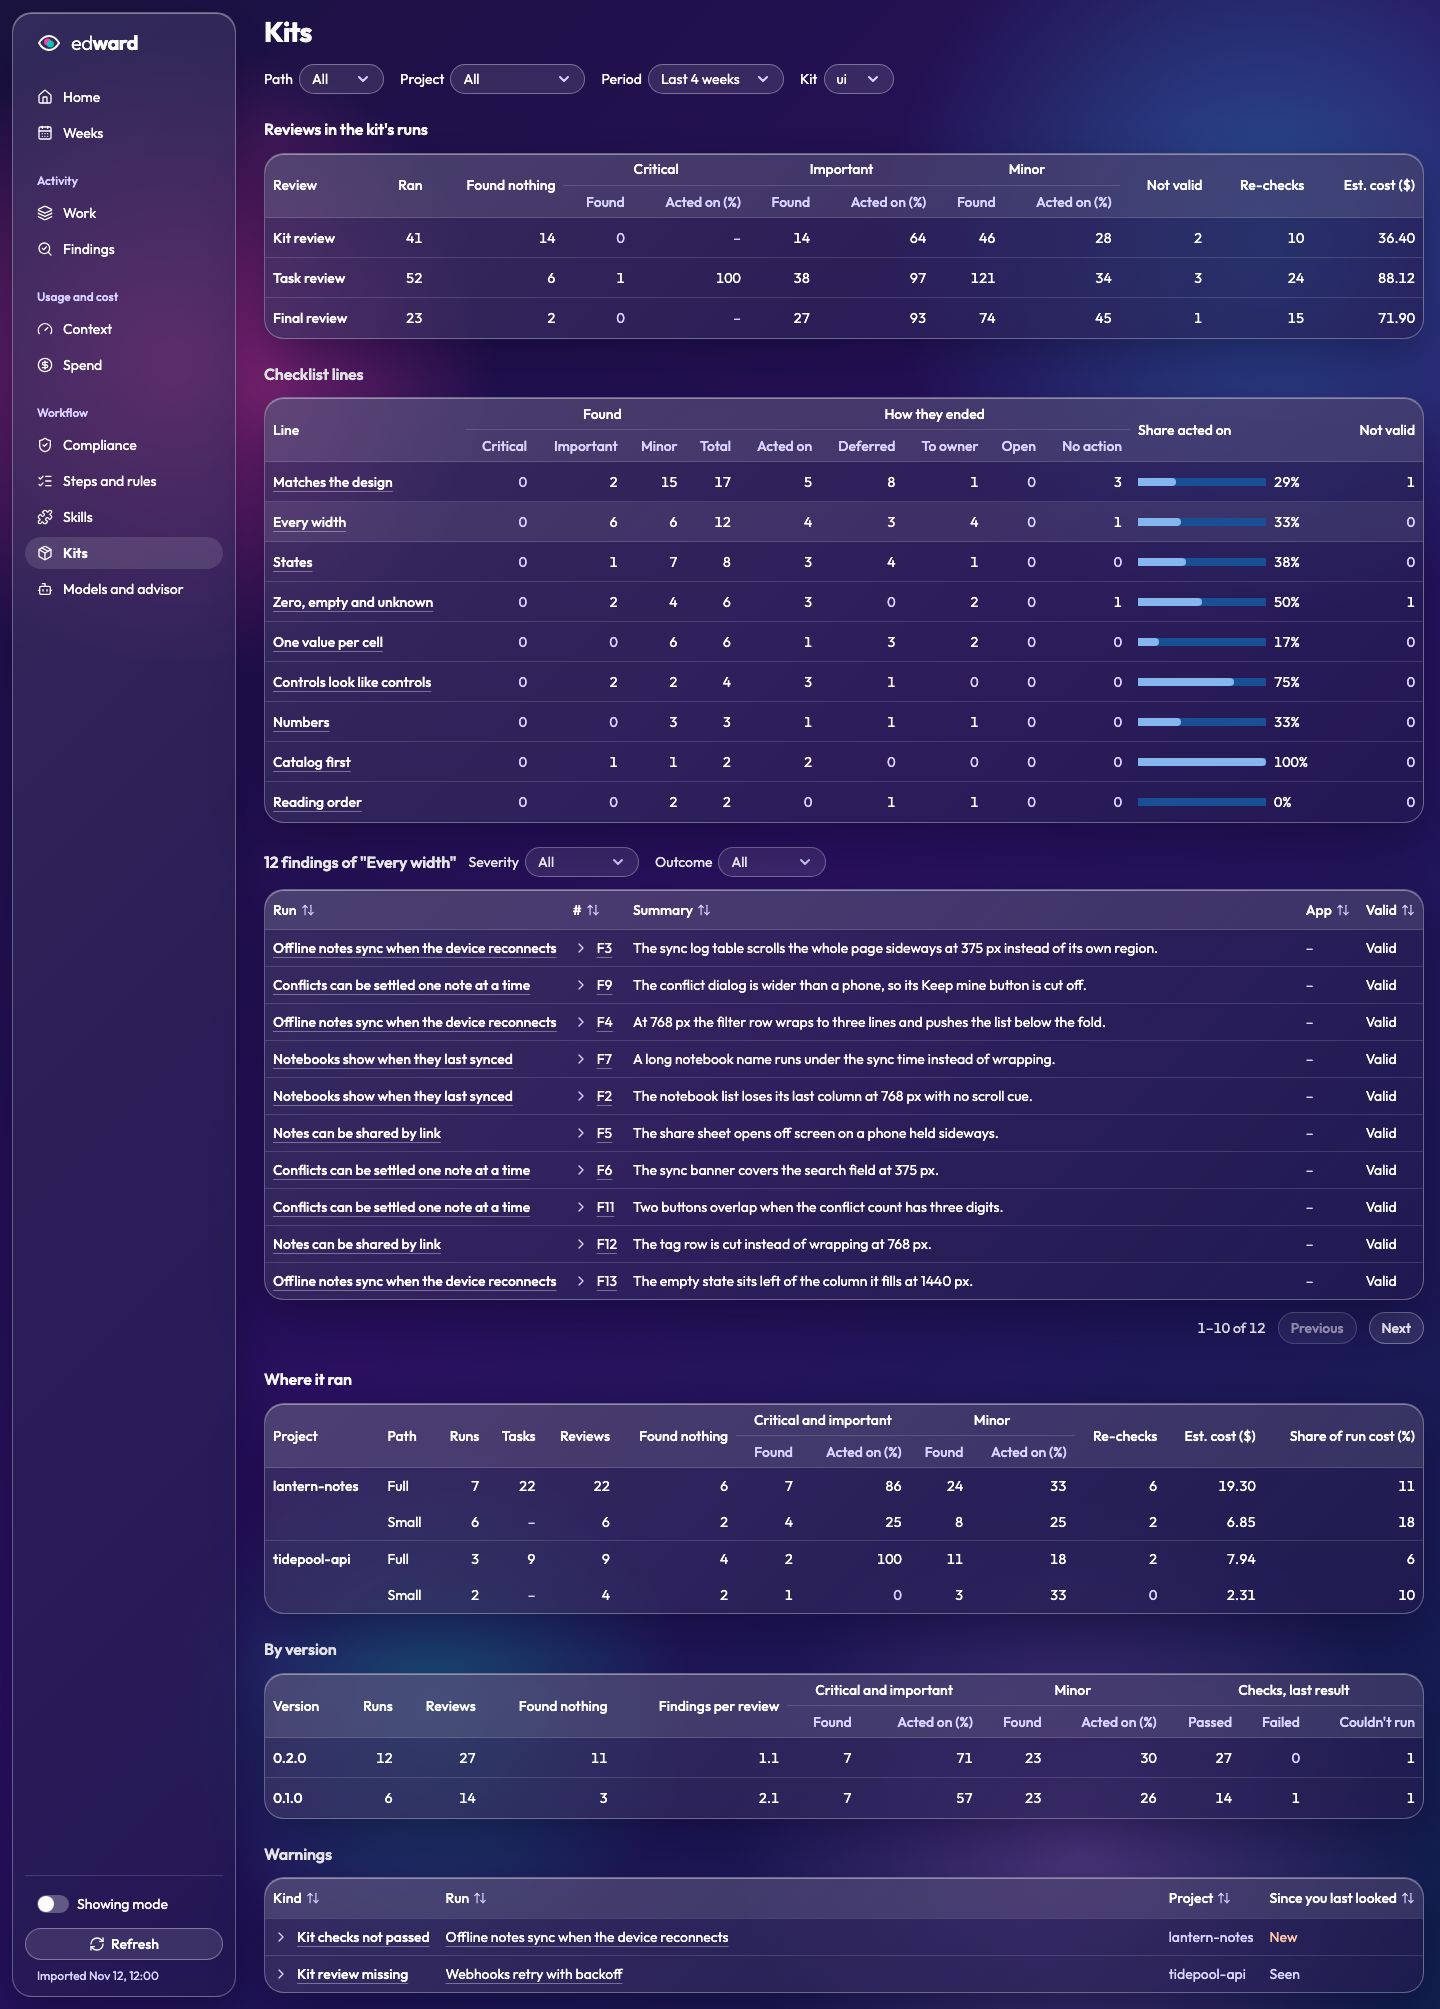 edward
Home
Weeks
Activity
Work
Findings
Usage and cost
Context
Spend
Workflow
Compliance
Steps and rules
Skills
Kits
Models and advisor
Showing mode
Refresh
Imported Nov 12, 12:00
Kits
Path All Project All Period Last 4 weeks Kit ui
Reviews in the kit's runs
Critical Important Minor
Review Ran Found nothing Not valid Re-checks Est. cost ($)
Found Acted on (%) Found Acted on (%) Found Acted on (%)
Kit review 41 14 0 – 14 64 46 28 2 10 36.40
Task review 52 6 1 100 38 97 121 34 3 24 88.12
Final review 23 2 0 – 27 93 74 45 1 15 71.90
Checklist lines
Found How they ended
Line Share acted on Not valid
Critical Important Minor Total Acted on Deferred To owner Open No action
Matches the design 0 2 15 17 5 8 1 0 3 29% 1
Every width 0 6 6 12 4 3 4 0 1 33% 0
States 0 1 7 8 3 4 1 0 0 38% 0
Zero, empty and unknown 0 2 4 6 3 0 2 0 1 50% 1
One value per cell 0 0 6 6 1 3 2 0 0 17% 0
Controls look like controls 0 2 2 4 3 1 0 0 0 75% 0
Numbers 0 0 3 3 1 1 1 0 0 33% 0
Catalog first 0 1 1 2 2 0 0 0 0 100% 0
Reading order 0 0 2 2 0 1 1 0 0 0% 0
12 findings of "Every width" Severity All Outcome All
Run # Summary App Valid
Offline notes sync when the device reconnects F3 The sync log table scrolls the whole page sideways at 375 px instead of its own region. – Valid
Conflicts can be settled one note at a time F9 The conflict dialog is wider than a phone, so its Keep mine button is cut off. – Valid
Offline notes sync when the device reconnects F4 At 768 px the filter row wraps to three lines and pushes the list below the fold. – Valid
Notebooks show when they last synced F7 A long notebook name runs under the sync time instead of wrapping. – Valid
Notebooks show when they last synced F2 The notebook list loses its last column at 768 px with no scroll cue. – Valid
Notes can be shared by link F5 The share sheet opens off screen on a phone held sideways. – Valid
Conflicts can be settled one note at a time F6 The sync banner covers the search field at 375 px. – Valid
Conflicts can be settled one note at a time F11 Two buttons overlap when the conflict count has three digits. – Valid
Notes can be shared by link F12 The tag row is cut instead of wrapping at 768 px. – Valid
Offline notes sync when the device reconnects F13 The empty state sits left of the column it fills at 1440 px. – Valid
1–10 of 12 Previous Next
Where it ran
Critical and important Minor
Project Path Runs Tasks Reviews Found nothing Re-checks Est. cost ($) Share of run cost (%)
Found Acted on (%) Found Acted on (%)
lantern-notes Full 7 22 22 6 7 86 24 33 6 19.30 11
Small 6 – 6 2 4 25 8 25 2 6.85 18
tidepool-api Full 3 9 9 4 2 100 11 18 2 7.94 6
Small 2 – 4 2 1 0 3 33 0 2.31 10
By version
Critical and important Minor Checks, last result
Version Runs Reviews Found nothing Findings per review
Found Acted on (%) Found Acted on (%) Passed Failed Couldn't run
0.2.0 12 27 11 1.1 7 71 23 30 27 0 1
0.1.0 6 14 3 2.1 7 57 23 26 14 1 1
Warnings
Kind Run Project Since you last looked
Kit checks not passed Offline notes sync when the device reconnects lantern-notes New
Kit review missing Webhooks retry with backoff tidepool-api Seen